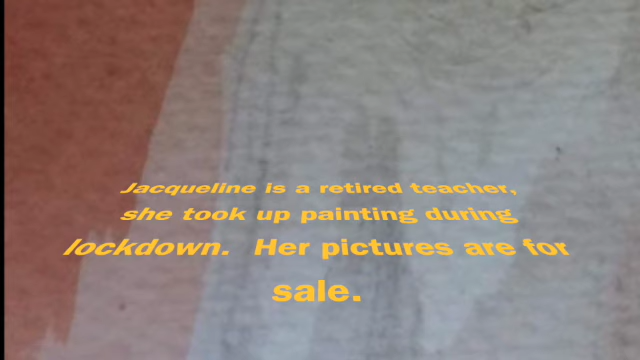 Jacqueline is a retired teacher,
she took up painting during
lockdown. Her pictures are for
sale.